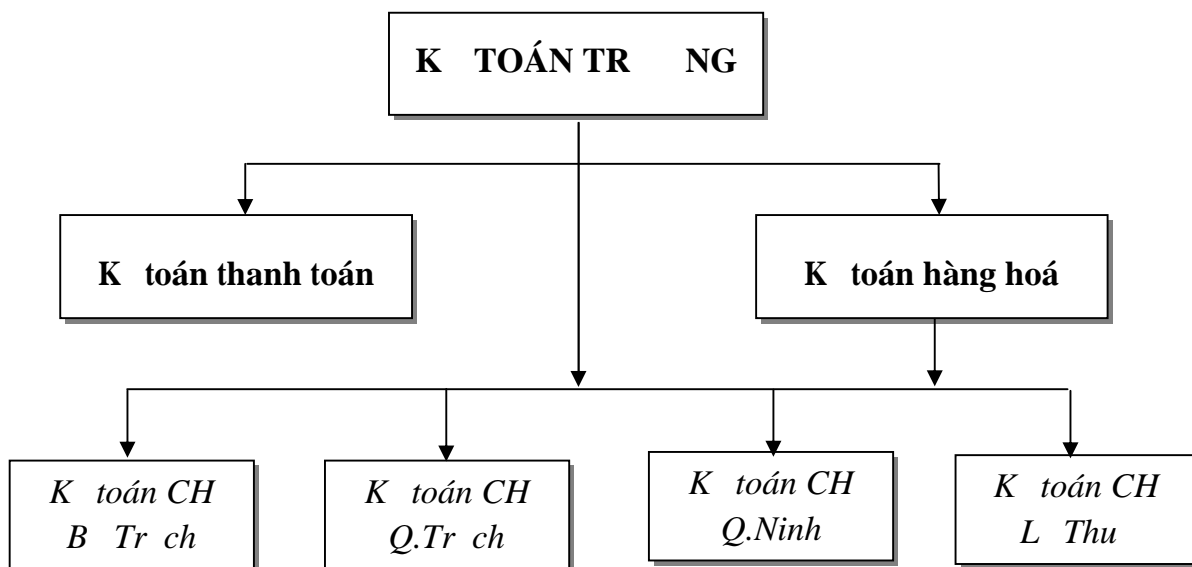 K TOÁN TR NG
K toán thanh toán
K toán hàng hoá
K toán CH
B Tr ch
K toán CH
Q.Tr ch
K toán CH
Q.Ninh
K toán CH
L Thu